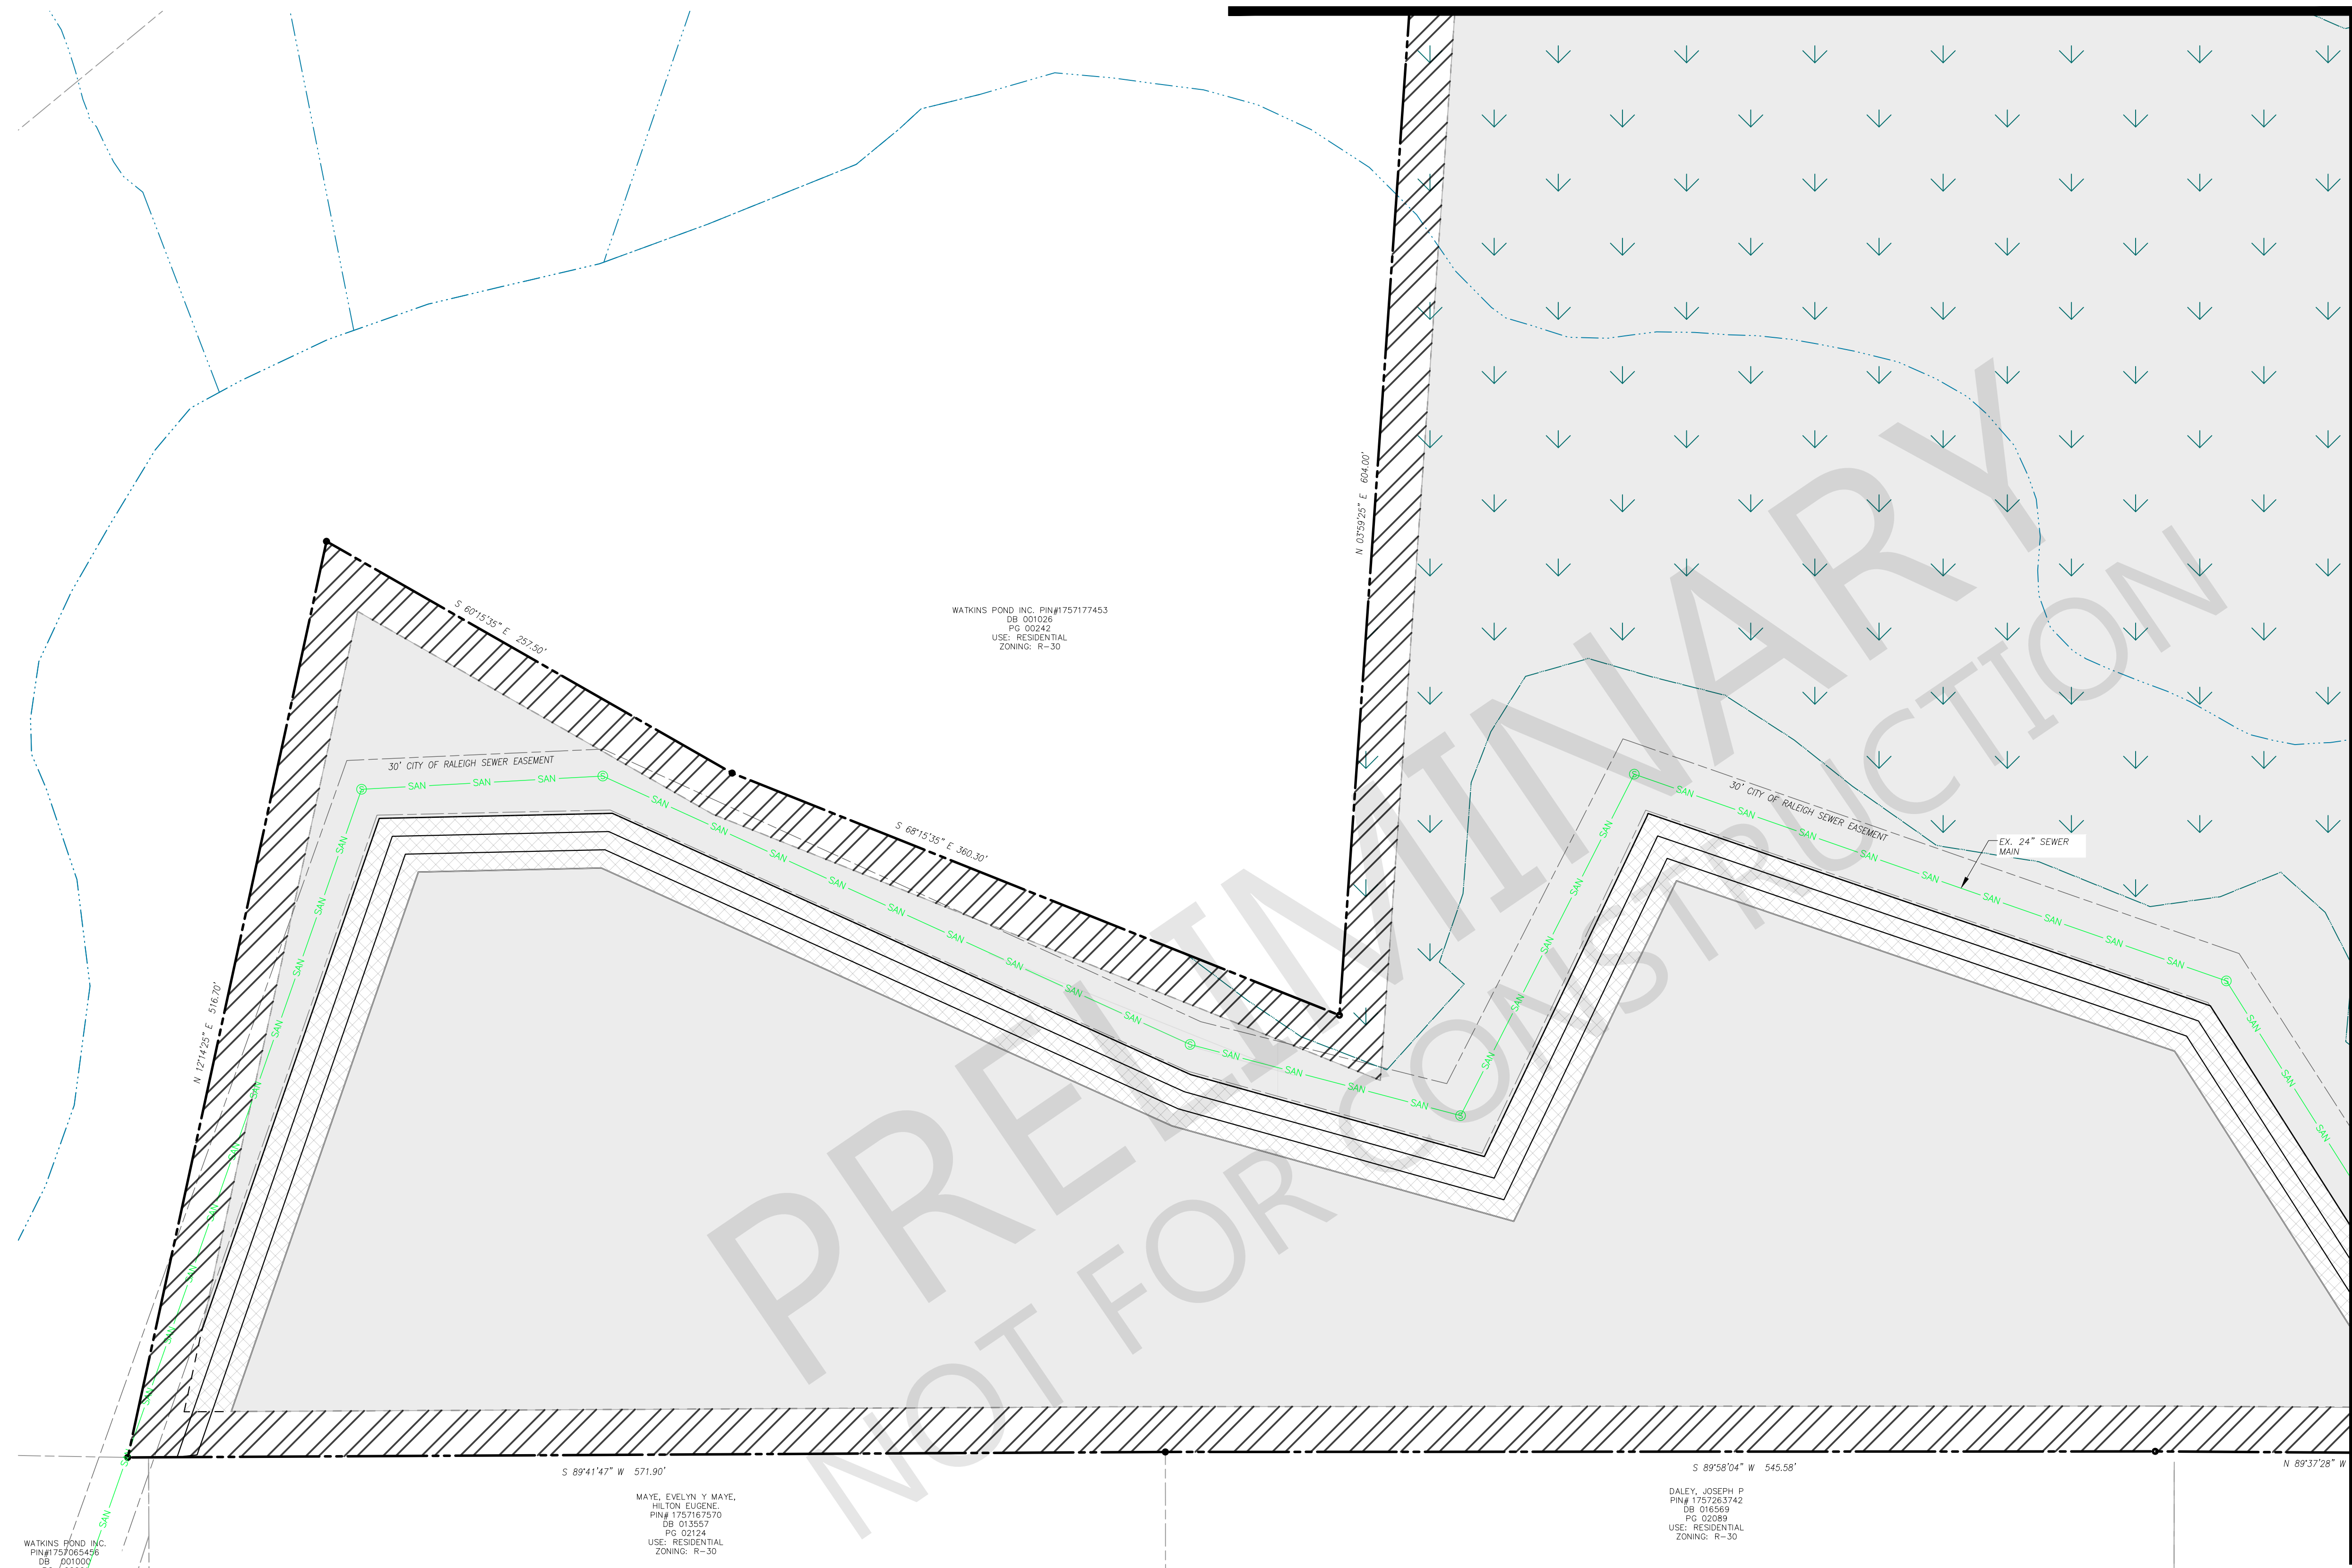 N 03°59'25" E 604.00'
S 60°15'35" E 257.50'
WATKINS POND INC. PIN#1757177453
DB 001026
PG 00242
USE: RESIDENTIAL
ZONING: R-30
30' CITY OF RALEIGH SEWER EASEMENT
SAN SAN SAN
S 68°15'35" E 360.30'
30' CITY OF RALEIGH SEWER EASEMENT
EX. 24" SEWER
MAIN
N 12°14'25" E 516.70'
PRELIMINARY
NOT FOR CONSTRUCTION
S 89°41'47" W 571.90'
S 89°58'04" W 545.58'
N 89°37'28" W
MAYE, EVELYN Y MAYE,
HILTON EUGENE.
PIN# 1757167570
DB 013557
PG 02124
USE: RESIDENTIAL
ZONING: R-30
DALEY, JOSEPH P
PIN# 1757263742
DB 016569
PG 02089
USE: RESIDENTIAL
ZONING: R-30
WATKINS POND INC.
PIN#1757065456
DB 001000